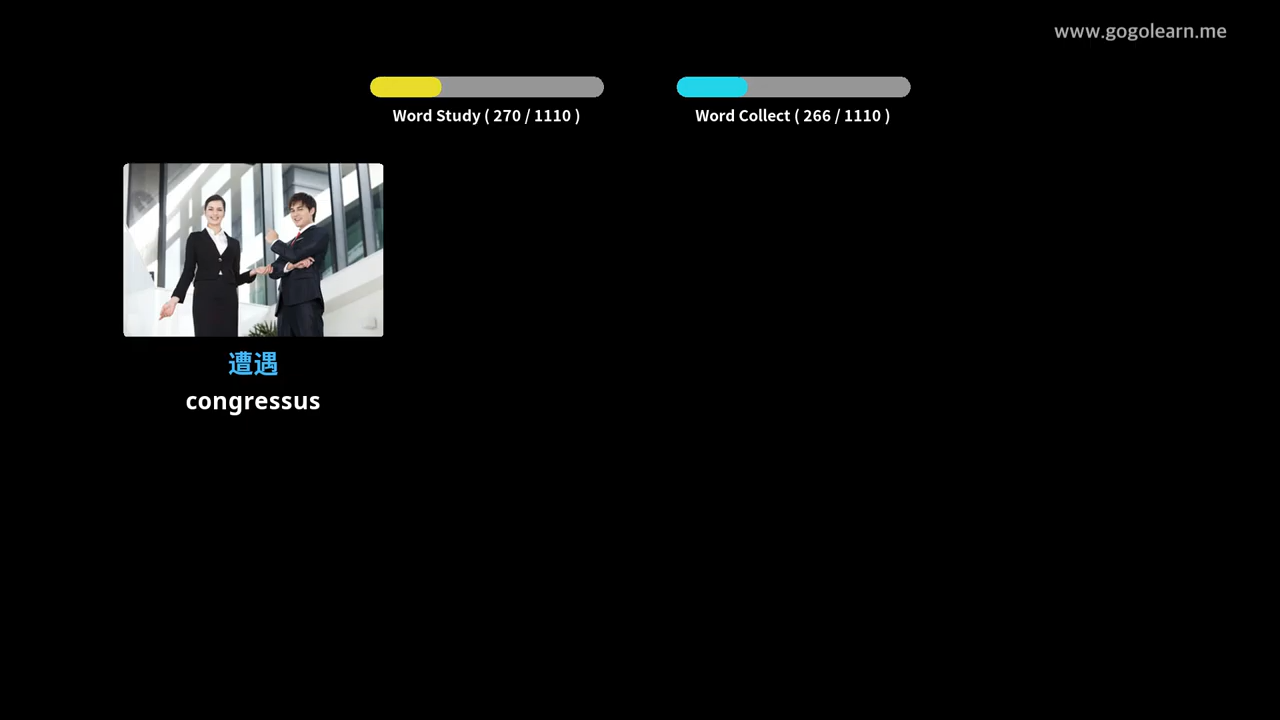 www.gogolearn.me
Word Study ( 270 / 1110 )
Word Collect ( 266 / 1110 )
遭遇
congressus